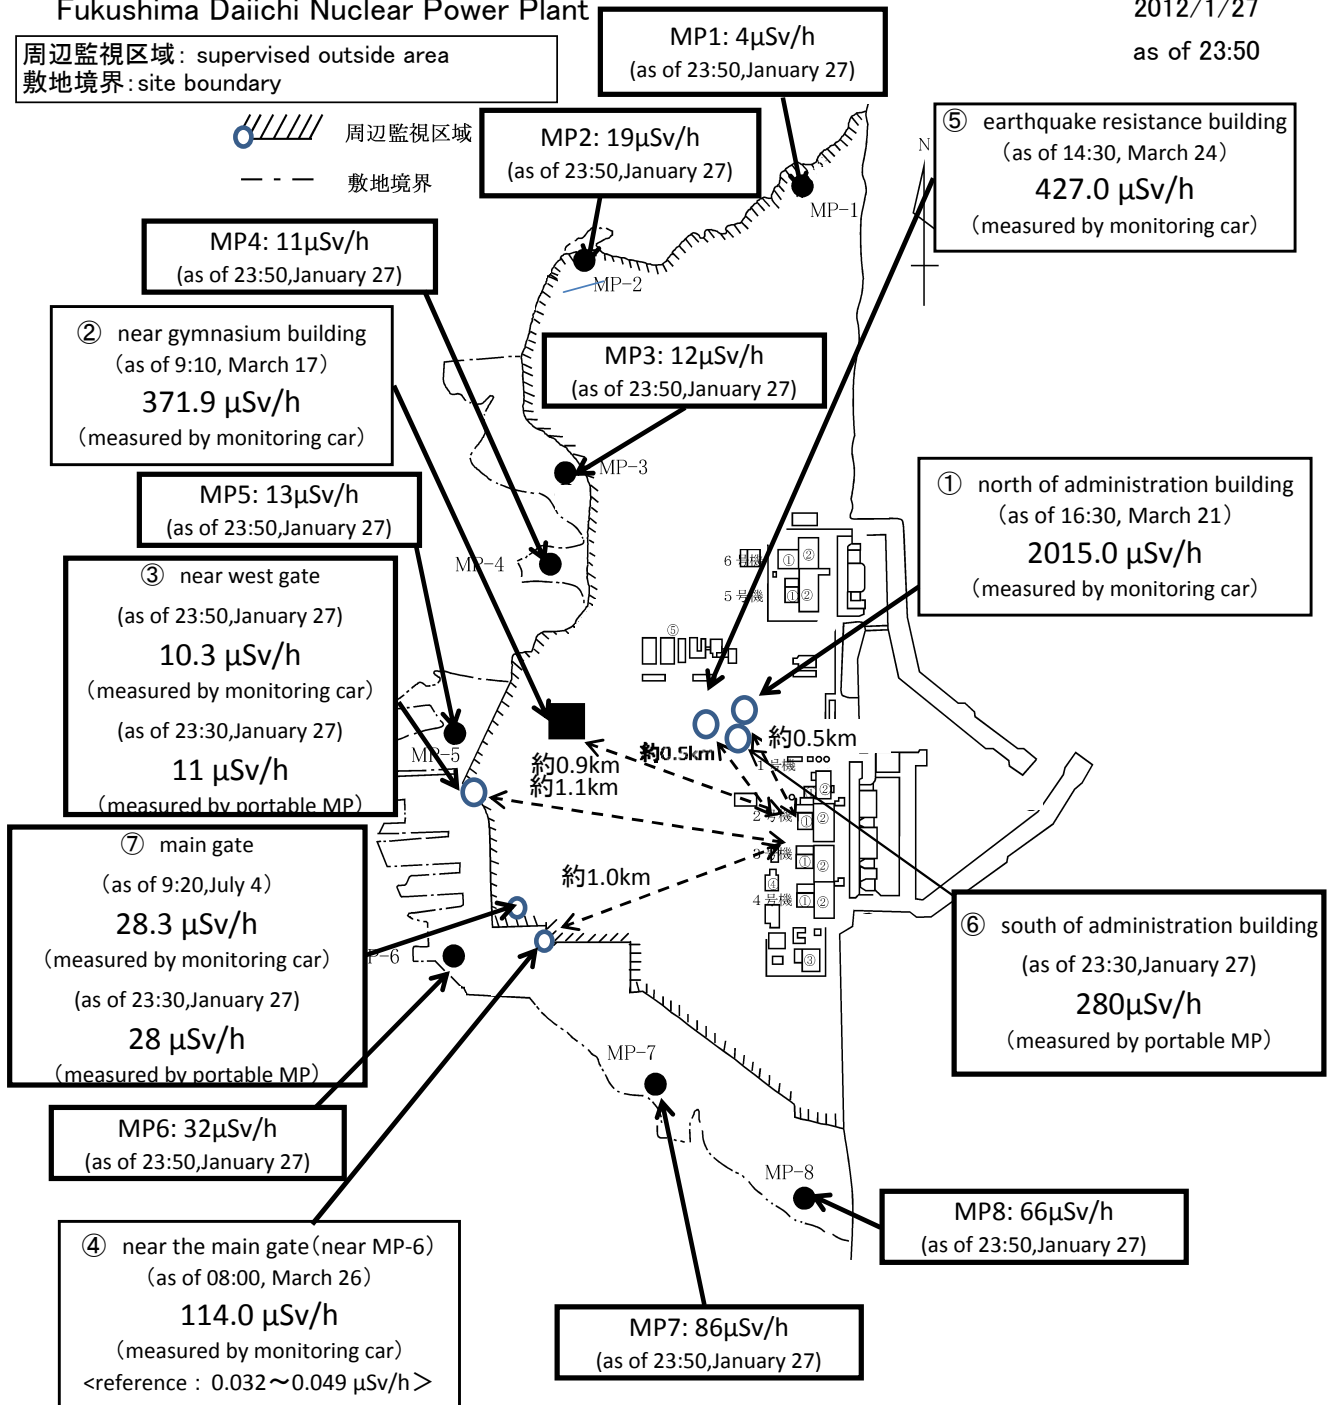 Fukushima Daiichi Nuclear Power Plant
2012/1/27
as of 23:50
周辺監視区域: supervised outside area
敷地境界:site boundary
周辺監視区域
敷地境界
MP1: 4μSv/h
(as of 23:50,January 27)
MP2: 19μSv/h
(as of 23:50,January 27)
⑤ earthquake resistance building
(as of 14:30, March 24)
427.0 μSv/h
(measured by monitoring car)
N
MP-1
MP4: 11μSv/h
(as of 23:50,January 27)
MP-2
② near gymnasium building
(as of 9:10, March 17)
371.9 μSv/h
(measured by monitoring car)
MP3: 12μSv/h
(as of 23:50,January 27)
MP-3
MP5: 13μSv/h
(as of 23:50,January 27)
① north of administration building
(as of 16:30, March 21)
2015.0 μSv/h
(measured by monitoring car)
MP-4
6号機
① ②
5号機
① ②
③ near west gate
(as of 23:50,January 27)
10.3 μSv/h
(measured by monitoring car)
(as of 23:30,January 27)
11 μSv/h
(measured by portable MP)
⑤
MP-5
約0.9km
約1.1km
約0.5km
約0.5km
1号機
②
2号機
① ②
3号機
① ②
④
4号機
① ②
③
⑦ main gate
(as of 9:20,July 4)
28.3 μSv/h
(measured by monitoring car)
(as of 23:30,January 27)
28 μSv/h
(measured by portable MP)
約1.0km
P-6
⑥ south of administration building
(as of 23:30,January 27)
280μSv/h
(measured by portable MP)
MP-7
MP6: 32μSv/h
(as of 23:50,January 27)
MP-8
MP8: 66μSv/h
(as of 23:50,January 27)
④ near the main gate(near MP-6)
(as of 08:00, March 26)
114.0 μSv/h
(measured by monitoring car)
<reference : 0.032～0.049 μSv/h>
MP7: 86μSv/h
(as of 23:50,January 27)